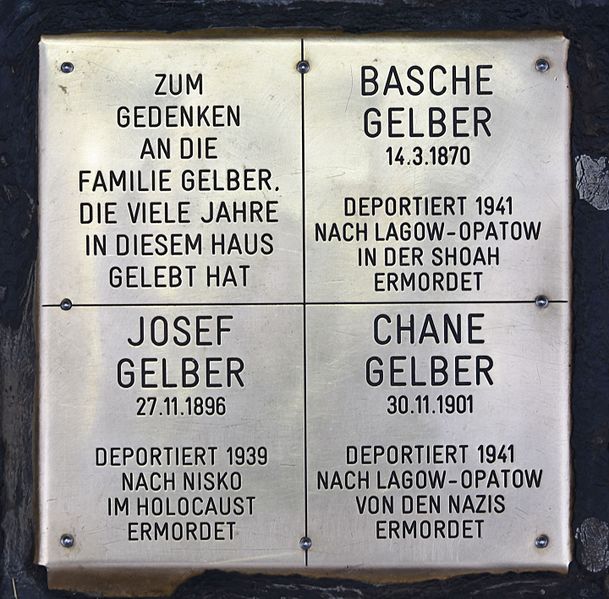 ZUM
GEDENKEN
AN DIE
FAMILIE GELBER,
DIE VIELE JAHRE
IN DIESEM HAUS
GELEBT HAT
BASCHE
GELBER
14.3.1870
DEPORTIERT 1941
NACH LAGOW-OPATOW
IN DER SHOAH
ERMORDET
JOSEF
GELBER
27.11.1896
DEPORTIERT 1939
NACH NISKO
IM HOLOCAUST
ERMORDET
CHANE
GELBER
30.11.1901
DEPORTIERT 1941
NACH LAGOW-OPATOW
VON DEN NAZIS
ERMORDET